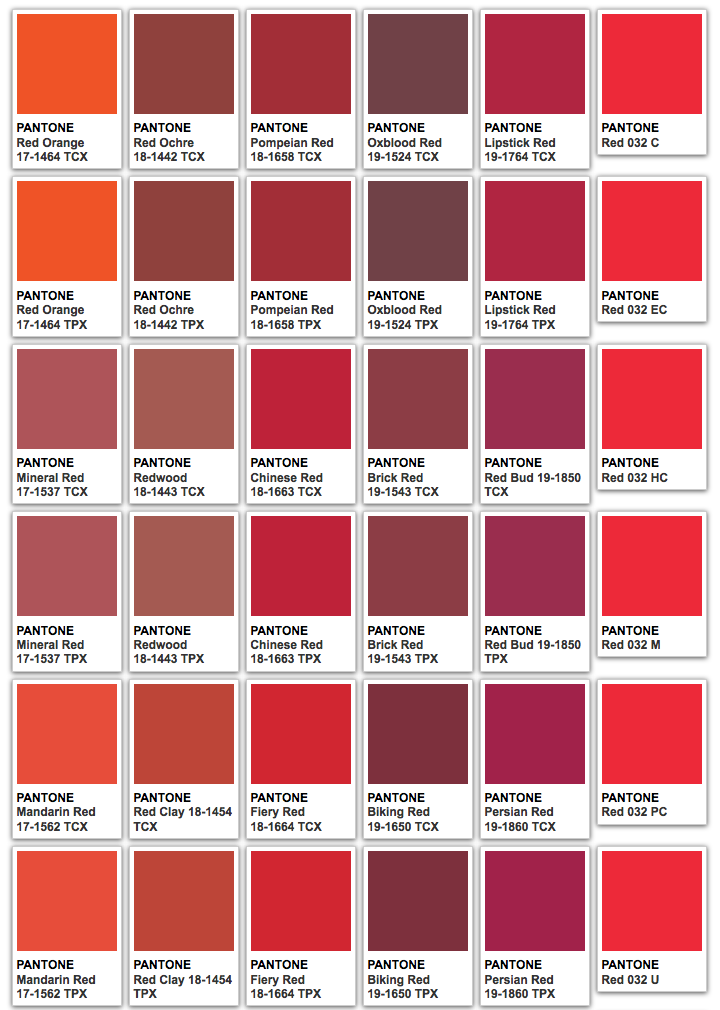 PANTONE
Red Orange
17-1464 TCX
PANTONE
Red Ochre
18-1442 TCX
PANTONE
Pompeian Red
18-1658 TCX
PANTONE
Oxblood Red
19-1524 TCX
PANTONE
Lipstick Red
19-1764 TCX
PANTONE
Red 032 C
PANTONE
Red Orange
17-1464 TPX
PANTONE
Red Ochre
18-1442 TPX
PANTONE
Pompeian Red
18-1658 TPX
PANTONE
Oxblood Red
19-1524 TPX
PANTONE
Lipstick Red
19-1764 TPX
PANTONE
Red 032 EC
PANTONE
Mineral Red
17-1537 TCX
PANTONE
Redwood
18-1443 TCX
PANTONE
Chinese Red
18-1663 TCX
PANTONE
Brick Red
19-1543 TCX
PANTONE
Red Bud 19-1850
TCX
PANTONE
Red 032 HC
PANTONE
Mineral Red
17-1537 TPX
PANTONE
Redwood
18-1443 TPX
PANTONE
Chinese Red
18-1663 TPX
PANTONE
Brick Red
19-1543 TPX
PANTONE
Red Bud 19-1850
TPX
PANTONE
Red 032 M
PANTONE
Mandarin Red
17-1562 TCX
PANTONE
Red Clay 18-1454
TCX
PANTONE
Fiery Red
18-1664 TCX
PANTONE
Biking Red
19-1650 TCX
PANTONE
Persian Red
19-1860 TCX
PANTONE
Red 032 PC
PANTONE
Mandarin Red
17-1562 TPX
PANTONE
Red Clay 18-1454
TPX
PANTONE
Fiery Red
18-1664 TPX
PANTONE
Biking Red
19-1650 TPX
PANTONE
Persian Red
19-1860 TPX
PANTONE
Red 032 U